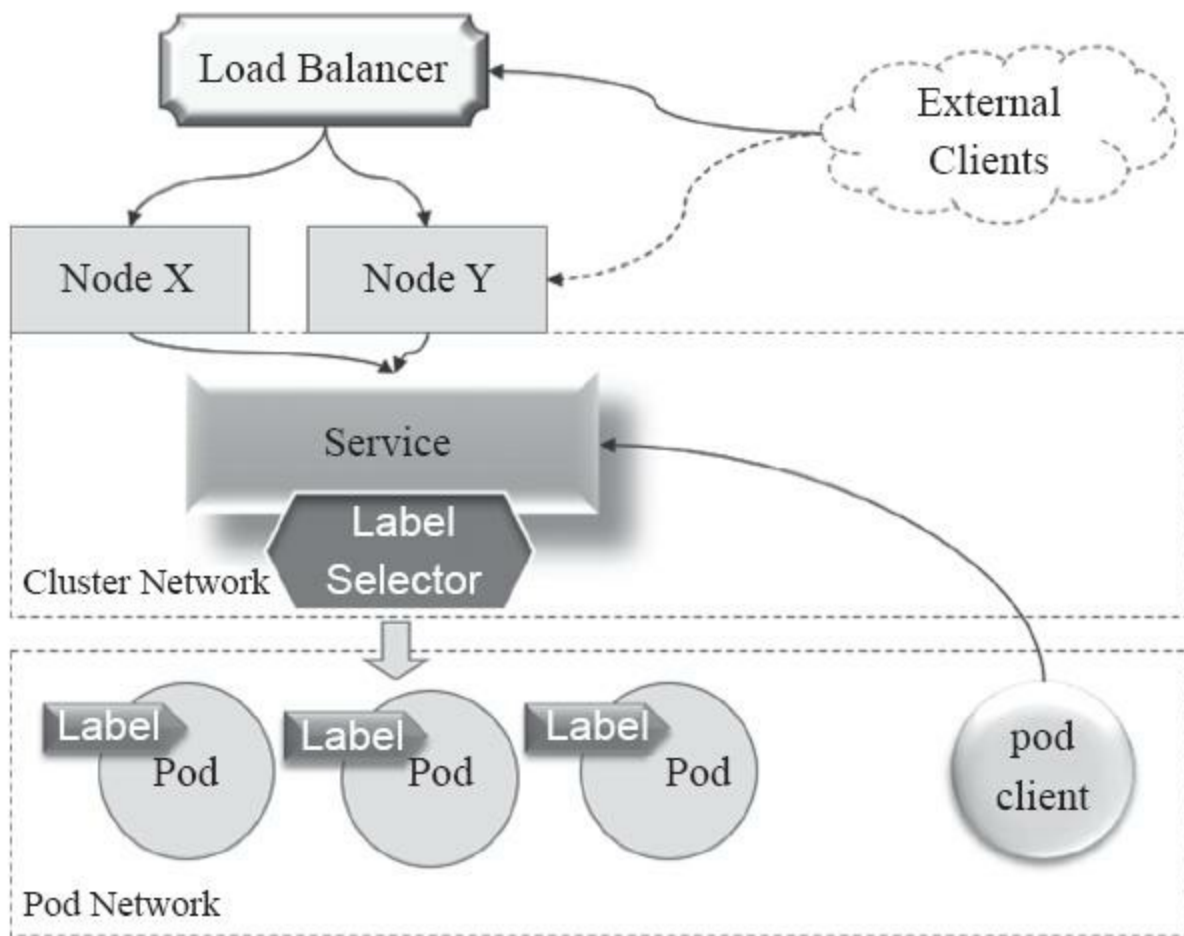 Load Balancer
External
Clients
Node X
Node Y
Service
Label
Selector
Cluster Network
Label
Pod
Label
Pod
Label
Pod
pod
client
Pod Network